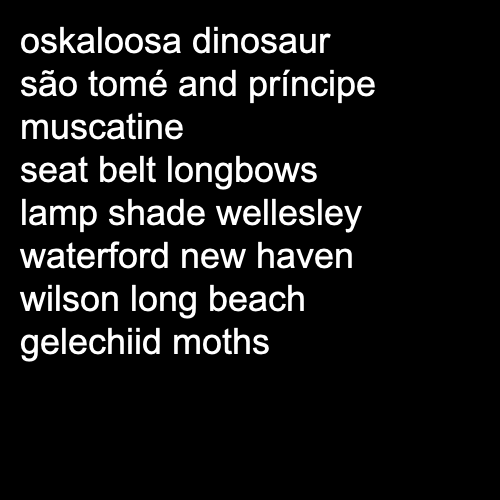 oskaloosa dinosaur
são tomé and príncipe
muscatine
seat belt longbows
lamp shade wellesley
waterford new haven
wilson long beach
gelechiid moths